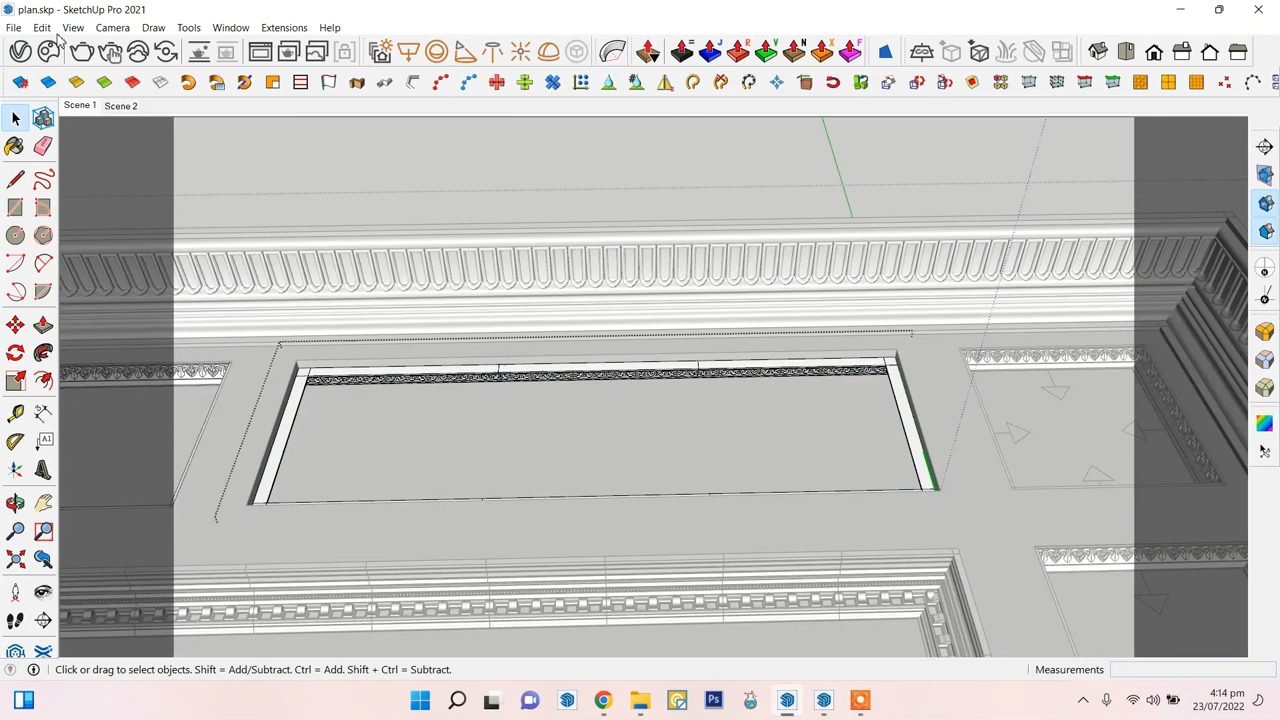 plan.skp - SketchUp Pro 2021
File Edit View Camera Draw Tools Window Extensions Help
Scene 1 Scene 2
A1
Click or drag to select objects. Shift = Add/Subtract. Ctrl = Add. Shift + Ctrl = Subtract.
Measurements
Ps
4:14 pm
23/07/2022